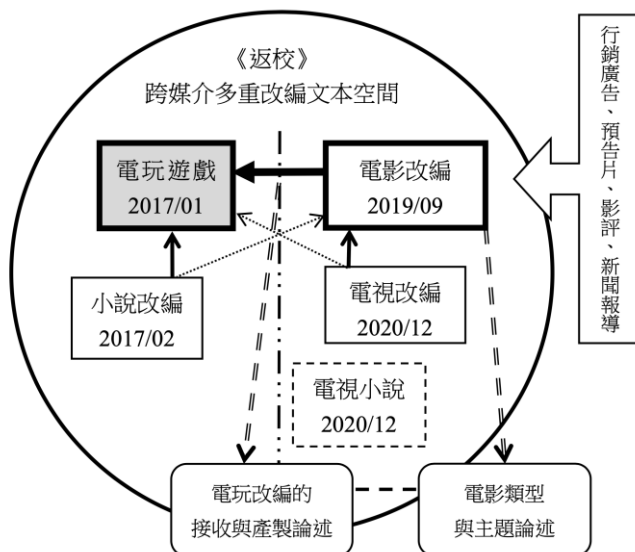 《返校》
跨媒介多重改編文本空間
電玩遊戲
2017/01
電影改編
2019/09
小說改編
2017/02
電視改編
2020/12
電視小說
2020/12
電玩改編的
接收與產製論述
電影類型
與主題論述
行銷廣告、預告片、影評、新聞報導